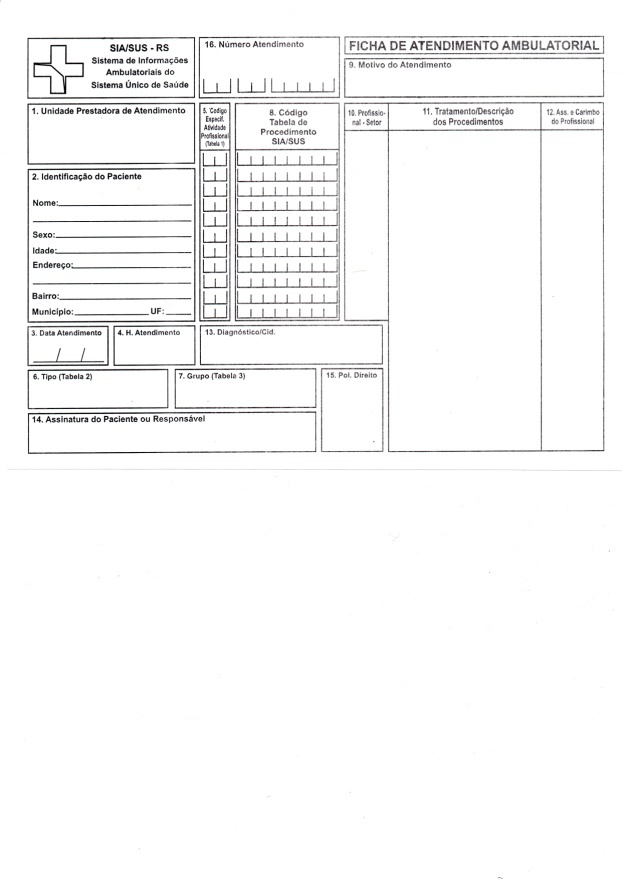 SIA/SUS - RS
Sistema de Informações
Ambulatoriais do
Sistema Único de Saúde
16. Número Atendimento
FICHA DE ATENDIMENTO AMBULATORIAL
9. Motivo do Atendimento
1. Unidade Prestadora de Atendimento
5. Código
Especif.
Atividade
Profissional
(Tabela 1)
8. Código
Tabela de
Procedimento
SIA/SUS
10. Profissio-
nal - Setor
11. Tratamento/Descrição
dos Procedimentos
12. Ass. e Carimbo
do Profissional
2. Identificação do Paciente
Nome:
Sexo:
Idade:
Endereço:
Bairro:
Município: UF:
3. Data Atendimento
/ /
4. H. Atendimento
13. Diagnóstico/Cid.
6. Tipo (Tabela 2)
7. Grupo (Tabela 3)
15. Pol. Direito
14. Assinatura do Paciente ou Responsável